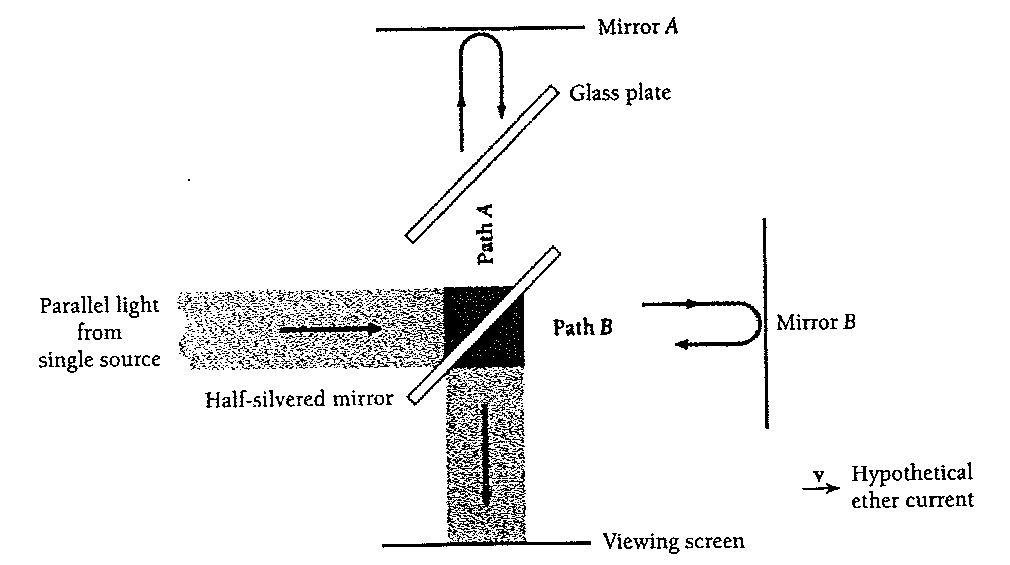 Mirror A
Glass plate
Path A
Parallel light
from
single source
Path B
Mirror B
Half-silvered mirror
v
Hypothetical
ether current
Viewing screen